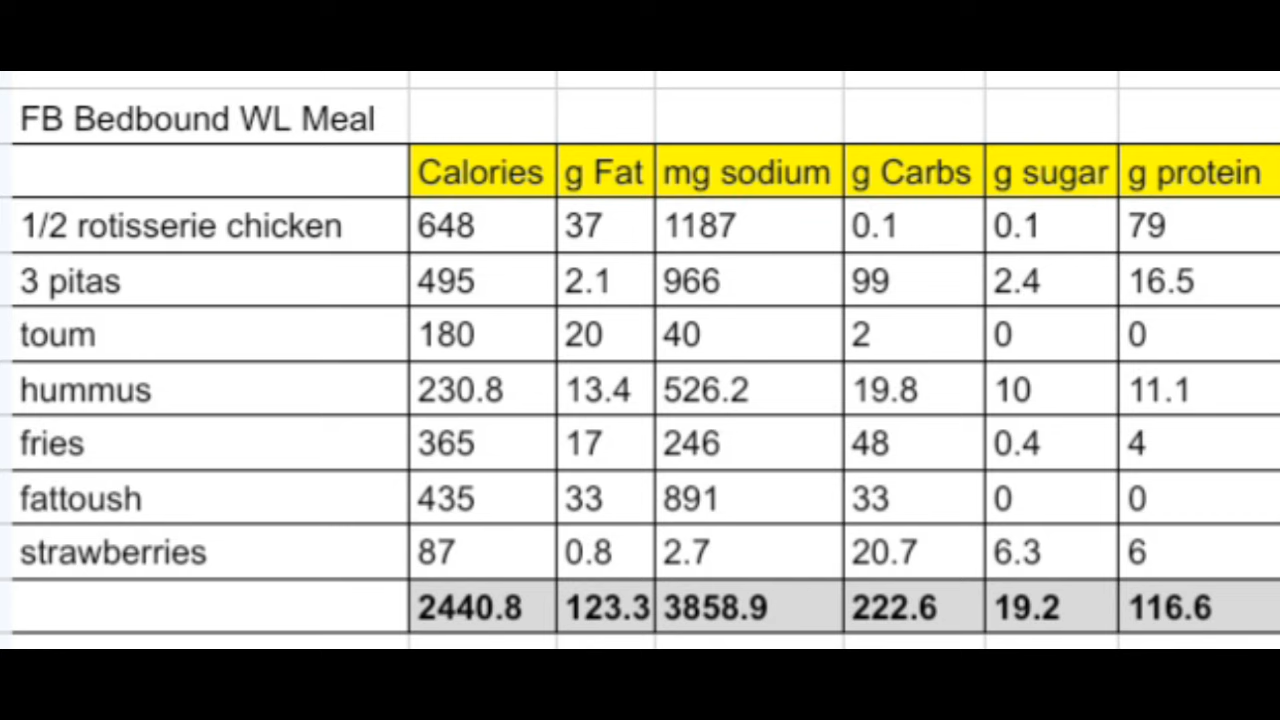 FB Bedbound WL Meal
Calories g Fat mg sodium g Carbs g sugar g protein
1/2 rotisserie chicken 648 37 1187 0.1 0.1 79
3 pitas 495 2.1 966 99 2.4 16.5
toum 180 20 40 2 0 0
hummus 230.8 13.4 526.2 19.8 10 11.1
fries 365 17 246 48 0.4 4
fattoush 435 33 891 33 0 0
strawberries 87 0.8 2.7 20.7 6.3 6
2440.8 123.3 3858.9 222.6 19.2 116.6